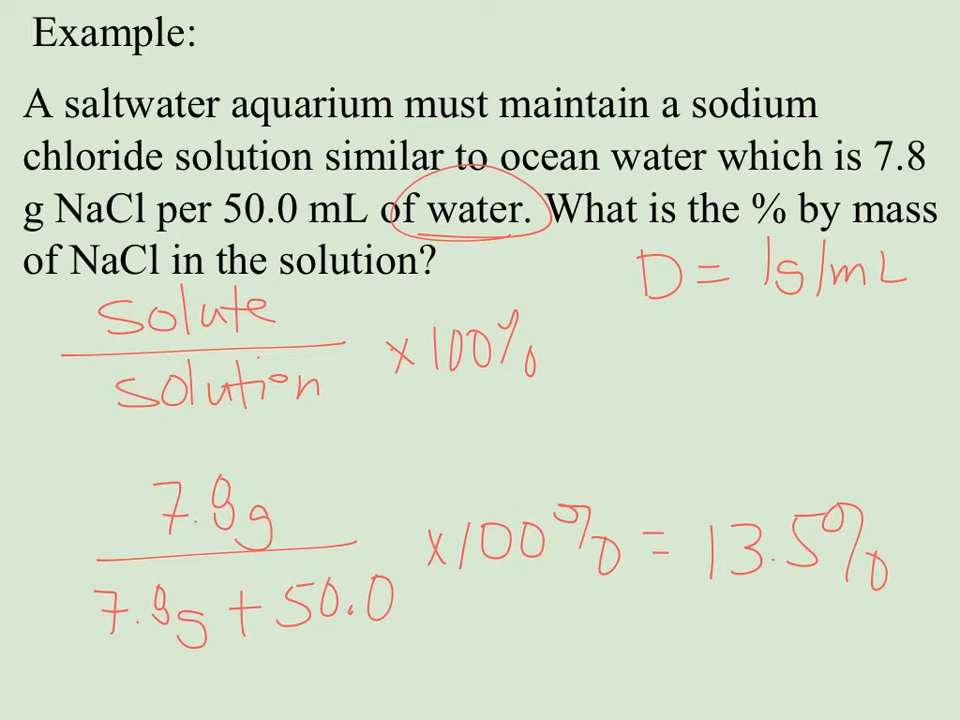 Example:
A saltwater aquarium must maintain a sodium
chloride solution similar to ocean water which is 7.8
g NaCl per 50.0 mL of water. What is the % by mass
of NaCl in the solution?
D = 1g/mL
solute
solution
x 100%
7.8g
7.8g + 50.0
x100% = 13.5%